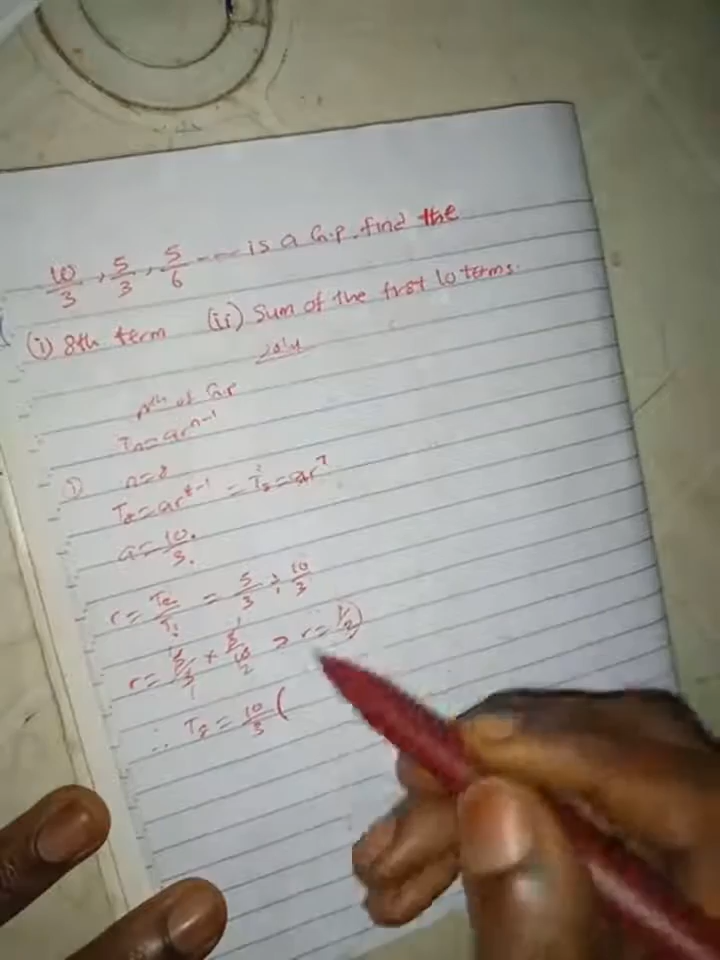 10/3, 5/3, 5/6 --- is a G.P. find the
(i) 8th term (ii) Sum of the first 10 terms.
Soln
nth of G.P
Tn=ar^n-1
① n=8
T8=ar^8-1 = T8=ar^7
a=10/3.
r=T2/T1 = 5/3 ÷ 10/3
r=5/3 × 3/10 > r=1/2
∴ T8=10/3(